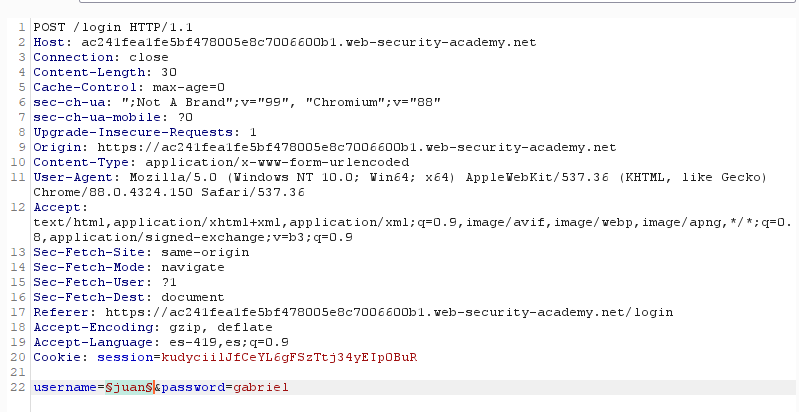 1 POST /login HTTP/1.1
2 Host: ac241fea1fe5bf478005e8c7006600b1.web-security-academy.net
3 Connection: close
4 Content-Length: 30
5 Cache-Control: max-age=0
6 sec-ch-ua: ";Not A Brand";v="99", "Chromium";v="88"
7 sec-ch-ua-mobile: ?0
8 Upgrade-Insecure-Requests: 1
9 Origin: https://ac241fea1fe5bf478005e8c7006600b1.web-security-academy.net
10 Content-Type: application/x-www-form-urlencoded
11 User-Agent: Mozilla/5.0 (Windows NT 10.0; Win64; x64) AppleWebKit/537.36 (KHTML, like Gecko)
Chrome/88.0.4324.150 Safari/537.36
12 Accept:
text/html,application/xhtml+xml,application/xml;q=0.9,image/avif,image/webp,image/apng,*/*;q=0.
8,application/signed-exchange;v=b3;q=0.9
13 Sec-Fetch-Site: same-origin
14 Sec-Fetch-Mode: navigate
15 Sec-Fetch-User: ?1
16 Sec-Fetch-Dest: document
17 Referer: https://ac241fea1fe5bf478005e8c7006600b1.web-security-academy.net/login
18 Accept-Encoding: gzip, deflate
19 Accept-Language: es-419,es;q=0.9
20 Cookie: session=kudyciilJfCeYL6gFSzTtj34yEIpOBuR
21
22 username=§juan§&password=gabriel